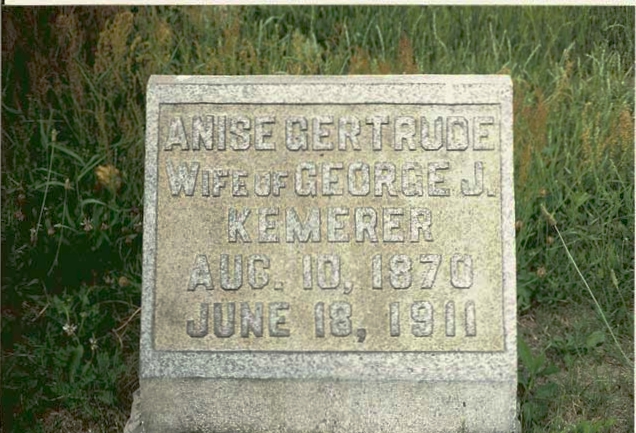 ANISE GERTRUDE
WIFE OF GEORGE J.
KEMERER
AUG. 10, 1870
JUNE 18, 1911